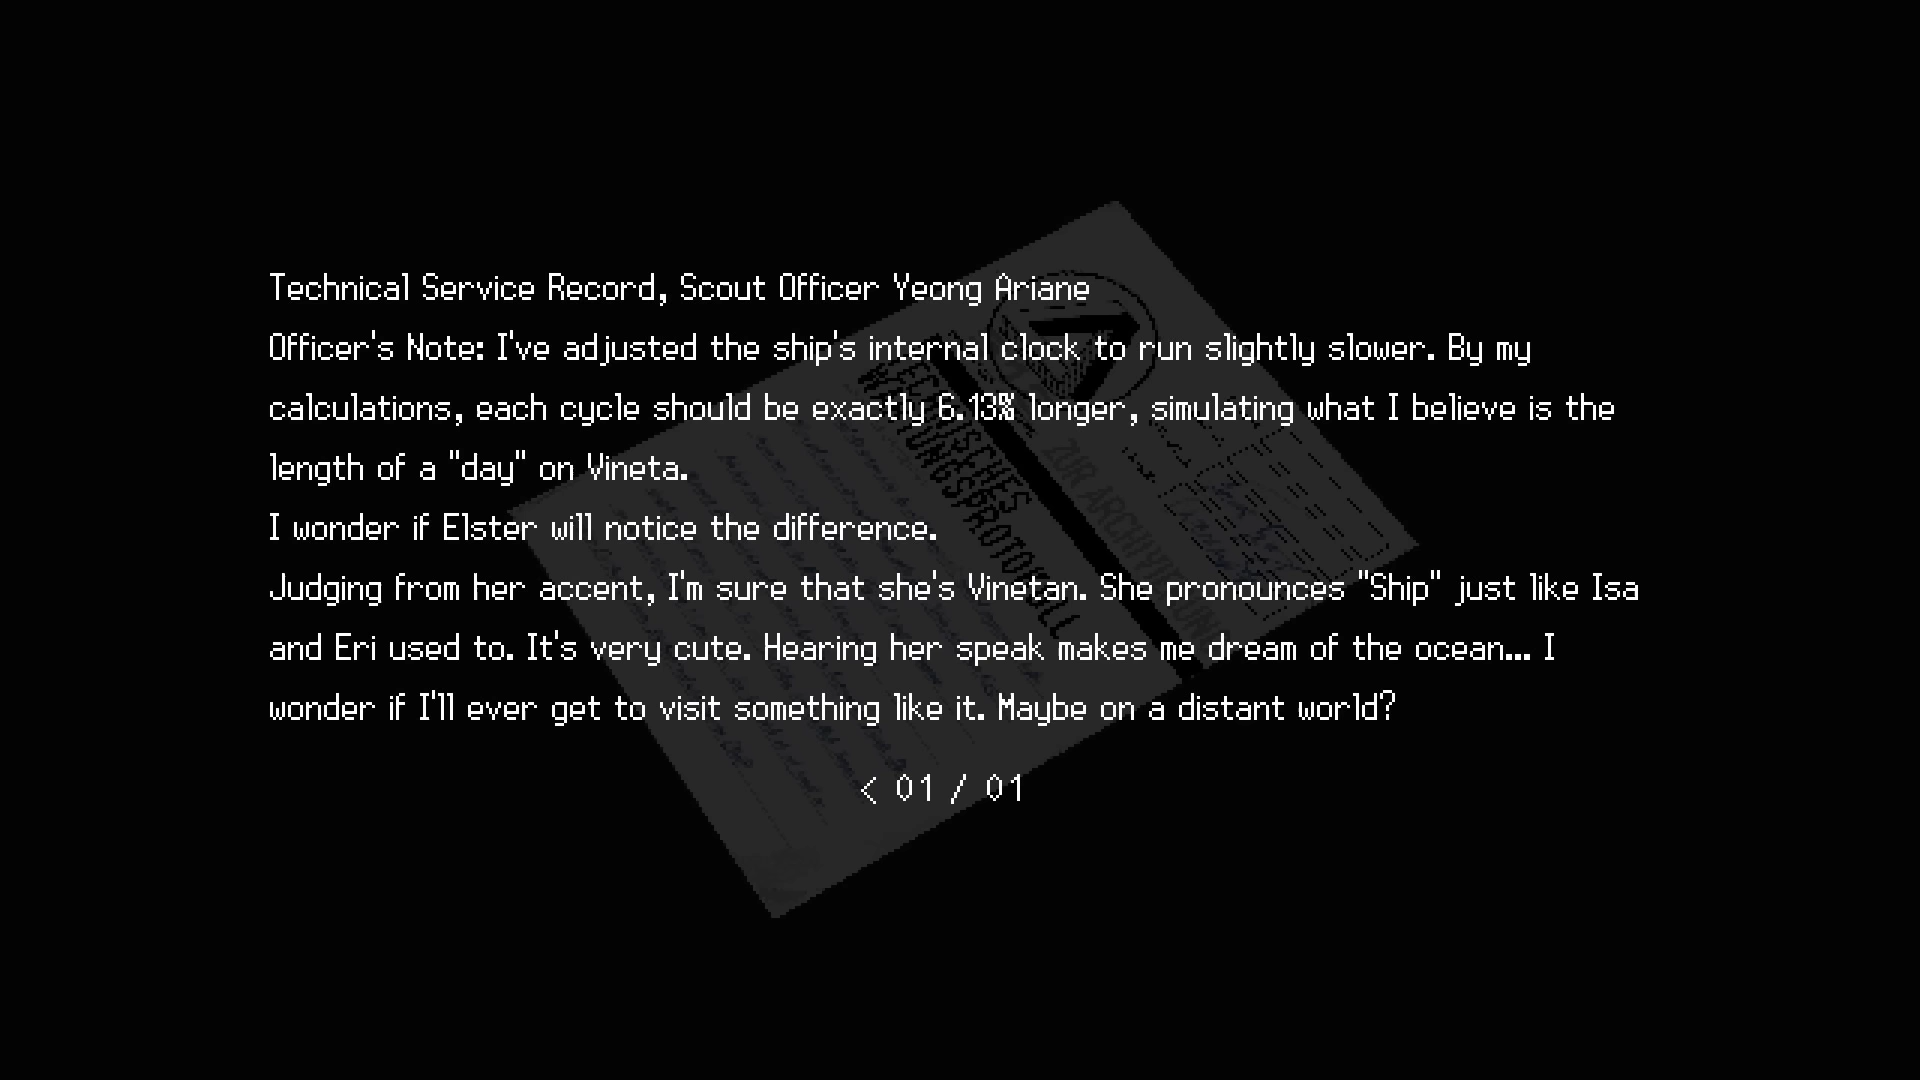 Technical Service Record, Scout Officer Yeong Ariane
Officer's Note: I've adjusted the ship's internal clock to run slightly slower. By my
calculations, each cycle should be exactly 6.13% longer, simulating what I believe is the
length of a "day" on Vineta.
I wonder if Elster will notice the difference.
Judging from her accent, I'm sure that she's Vinetan. She pronounces "Ship" just like Isa
and Eri used to. It's very cute. Hearing her speak makes me dream of the ocean... I
wonder if I'll ever get to visit something like it. Maybe on a distant world?
< 01 / 01
ZUR